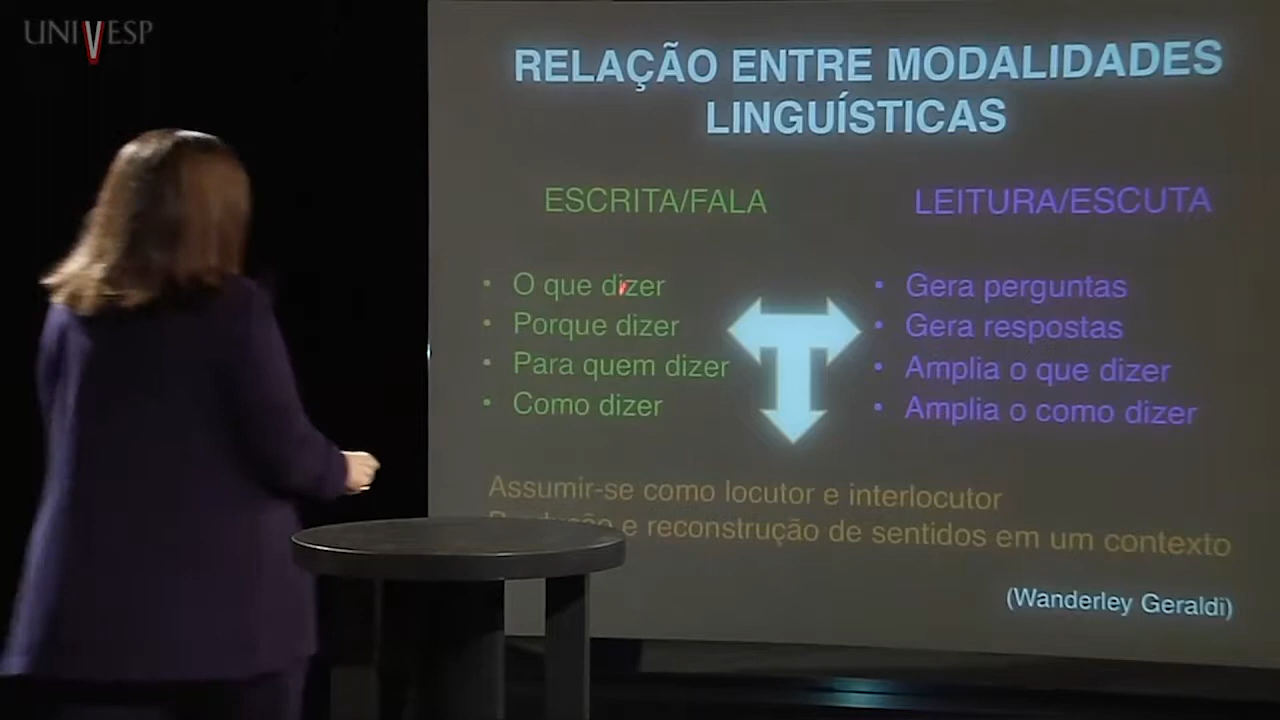 UNIVESP
RELAÇÃO ENTRE MODALIDADES
LINGUÍSTICAS
ESCRITA/FALA
LEITURA/ESCUTA
• O que dizer
• Porque dizer
• Para quem dizer
• Como dizer
• Gera perguntas
• Gera respostas
• Amplia o que dizer
• Amplia o como dizer
Assumir-se como locutor e interlocutor
e reconstrução de sentidos em um contexto
(Wanderley Geraldi)